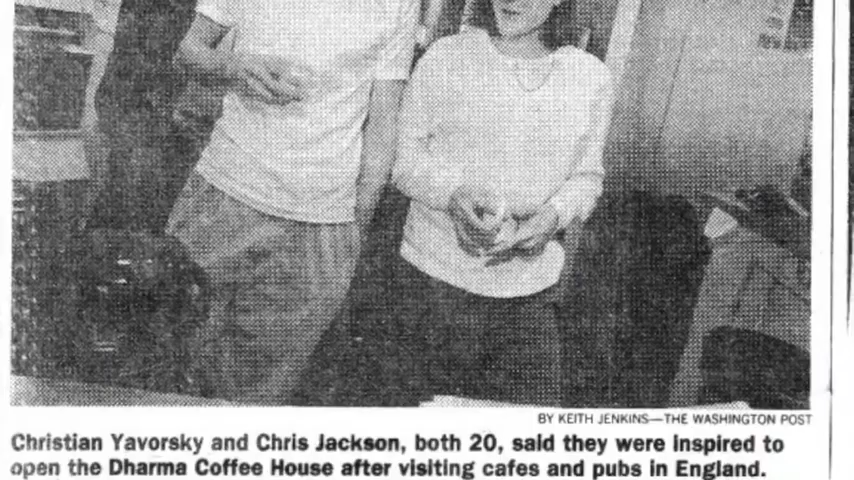 BY KEITH JENKINS—THE WASHINGTON POST
Christian Yavorsky and Chris Jackson, both 20, said they were inspired to
open the Dharma Coffee House after visiting cafes and pubs in England.